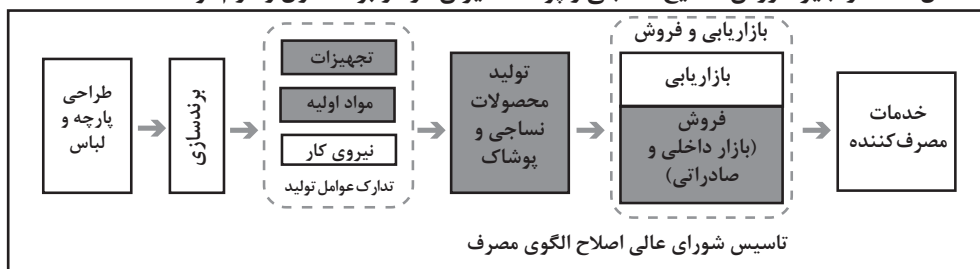 طراحی
پارچه و
لباس
برندسازی
تجهیزات
مواد اولیه
نیروی کار
تدارک عوامل تولید
تولید
محصولات
نساجی و
پوشاک
بازاریابی و فروش
بازاریابی
فروش
(بازار داخلی و
صادراتی)
خدمات
مصرف‌کننده
تاسیس شورای عالی اصلاح الگوی مصرف